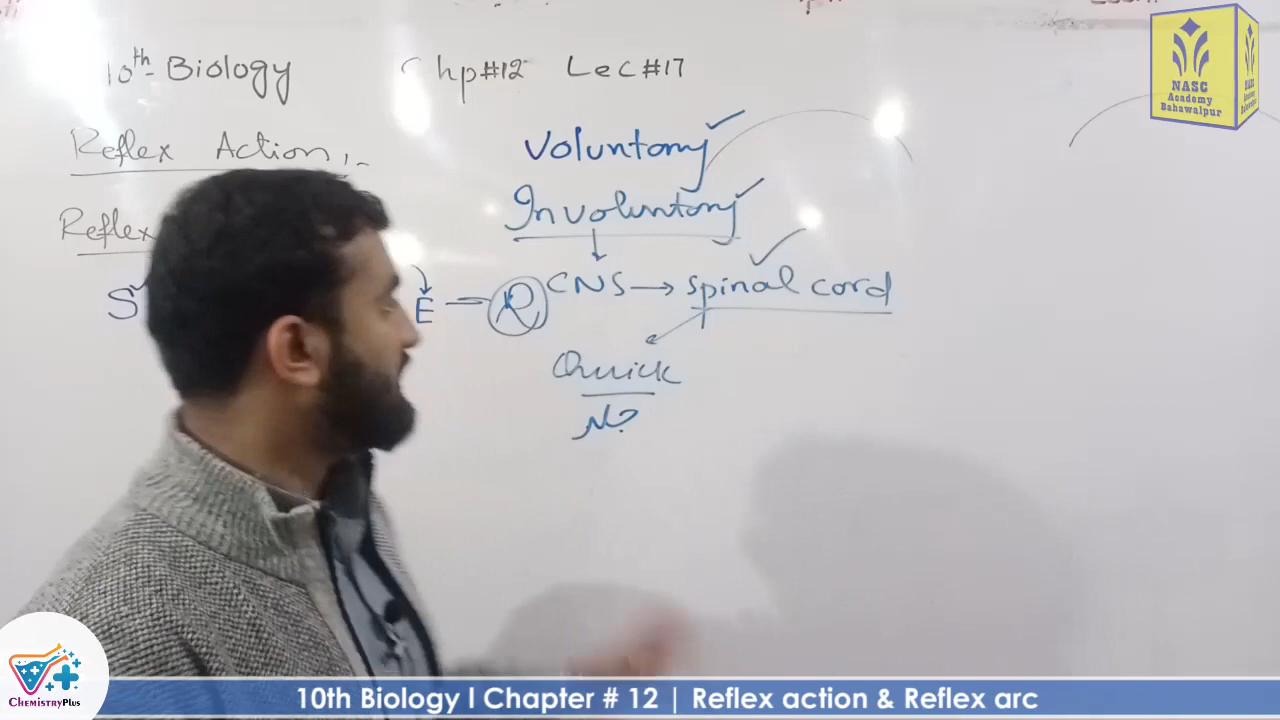 10th Biology Chp#12 Lec#17
Reflex Action:-
Voluntary
Involuntary
Reflex
S E R CNS → Spinal cord
Quick
جلد
NASC
Academy
Bahawalpur
ChemistryPlus
10th Biology l Chapter # 12 | Reflex action & Reflex arc